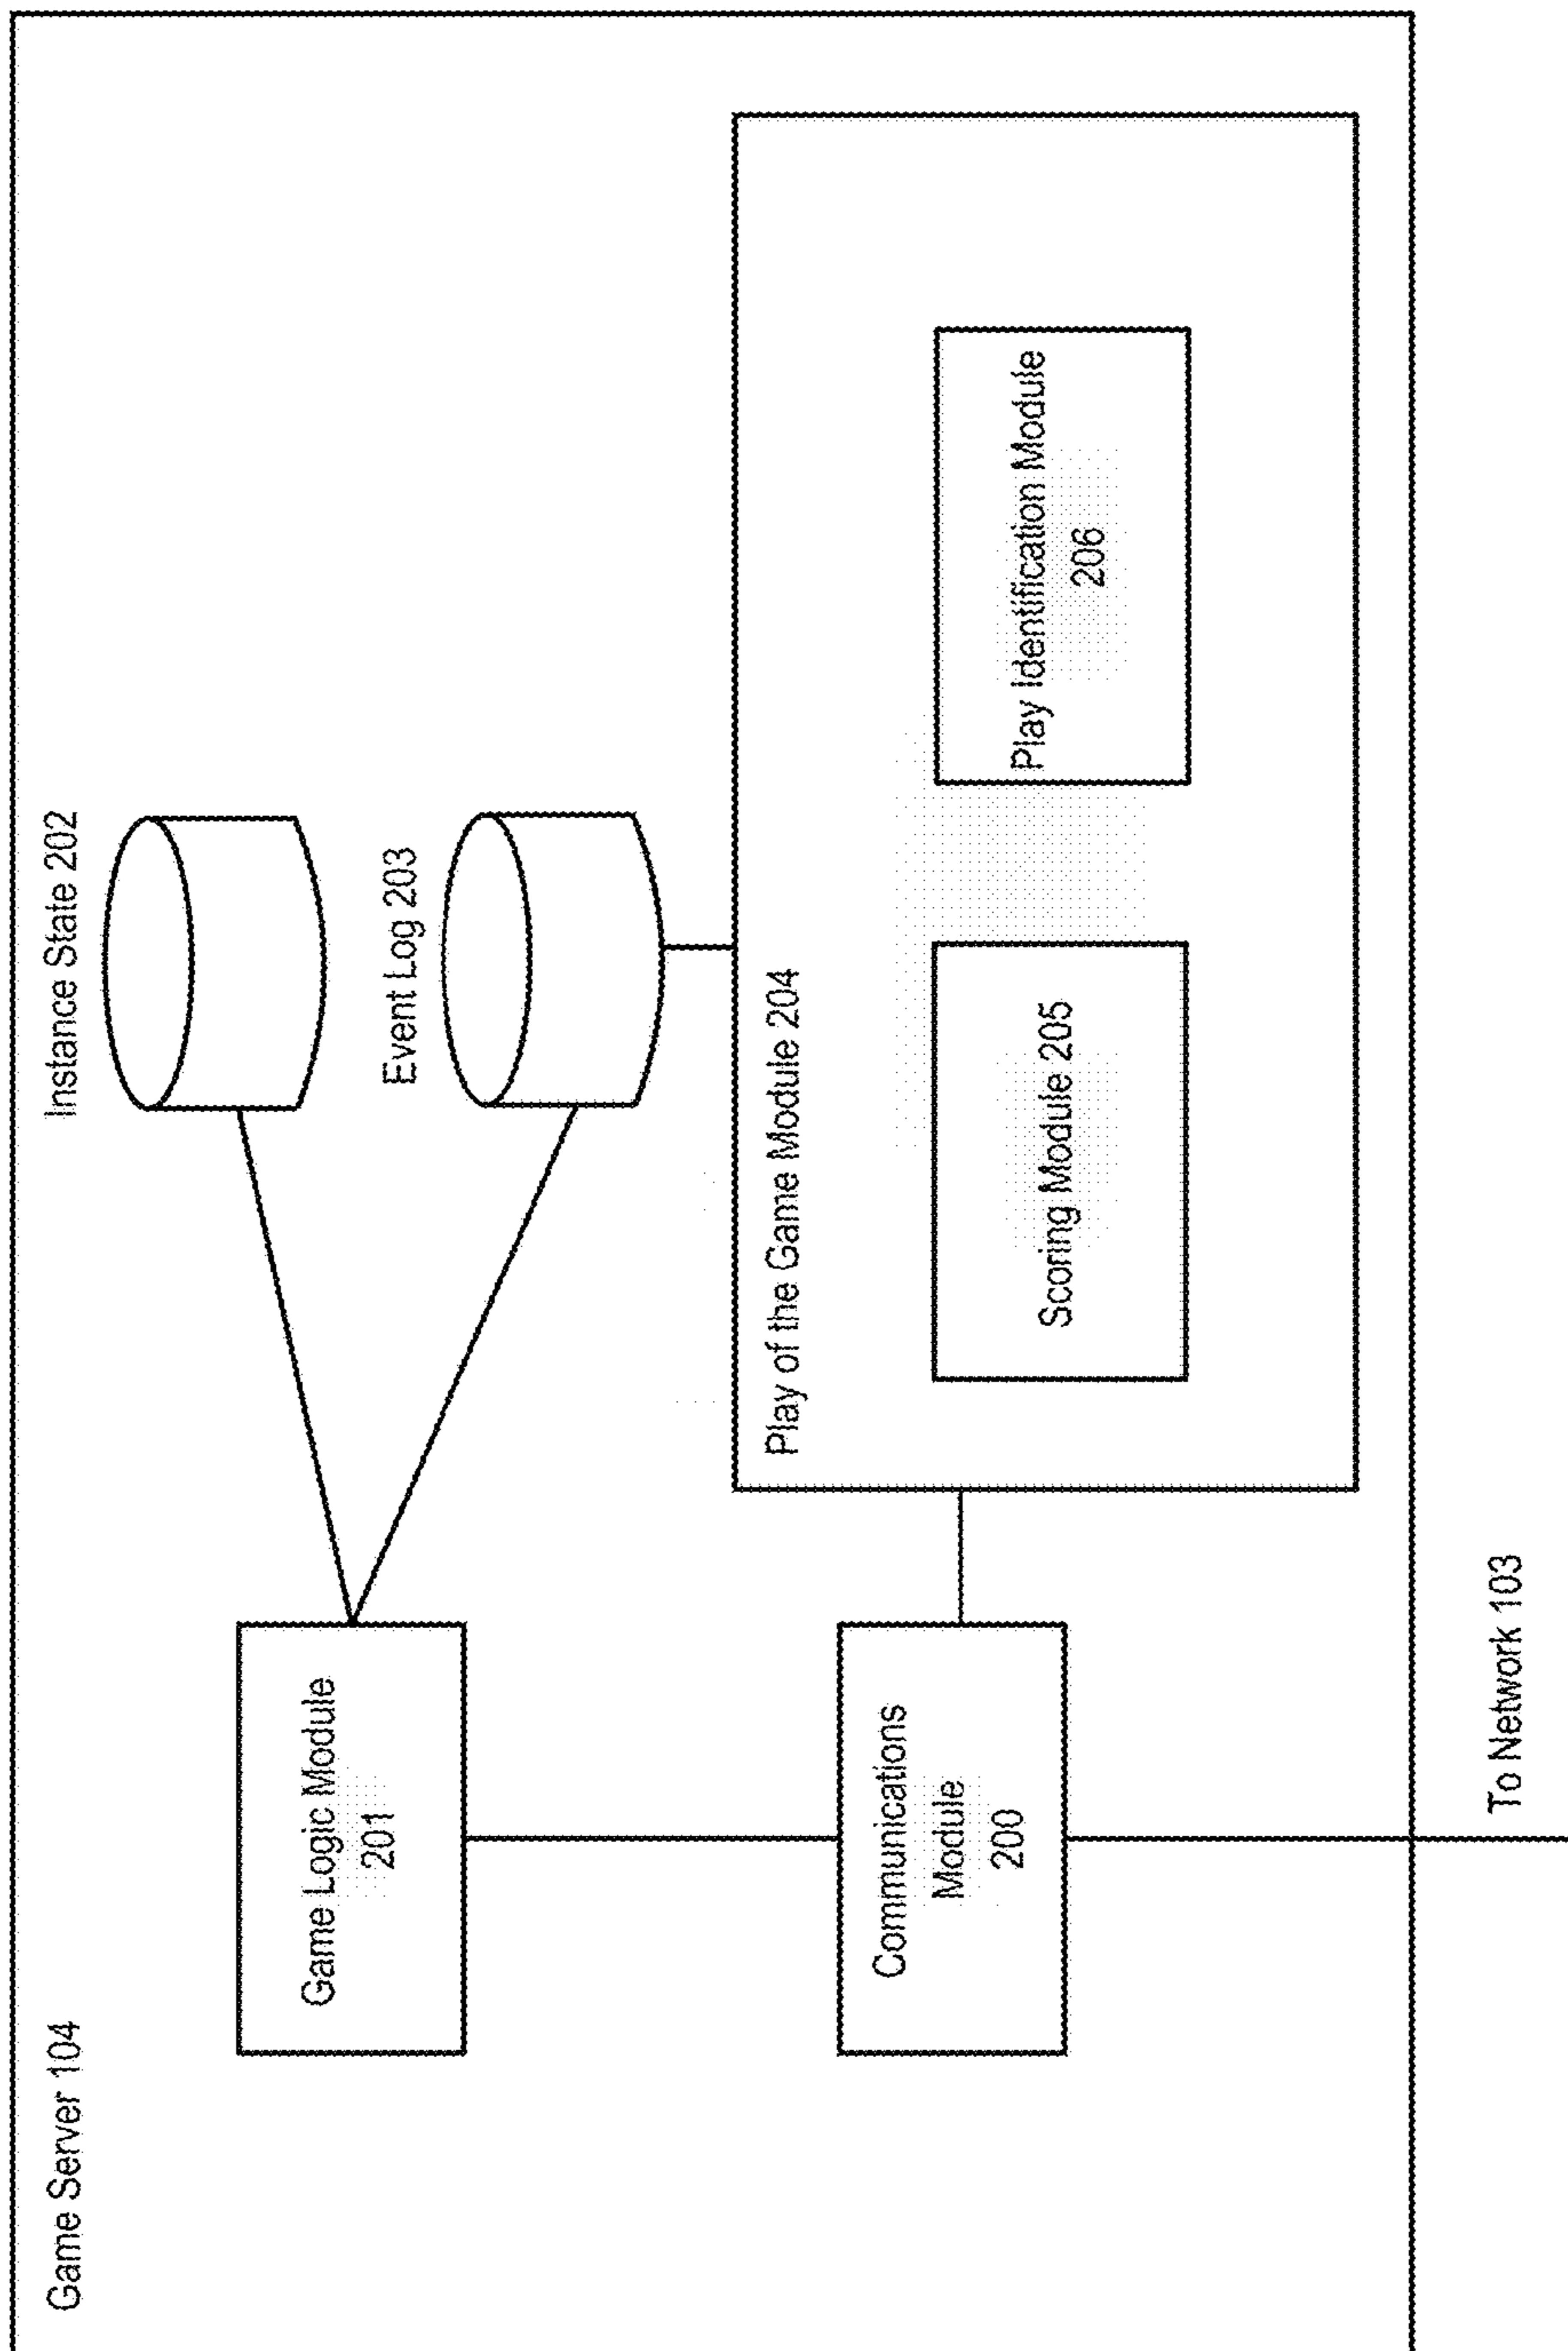 Game Server 104
Instance State 202
Event Log 203
Game Logic Module
201
Play of the Game Module 204
Communications
Module
200
Scoring Module 205
Play Identification Module
206
To Network 103